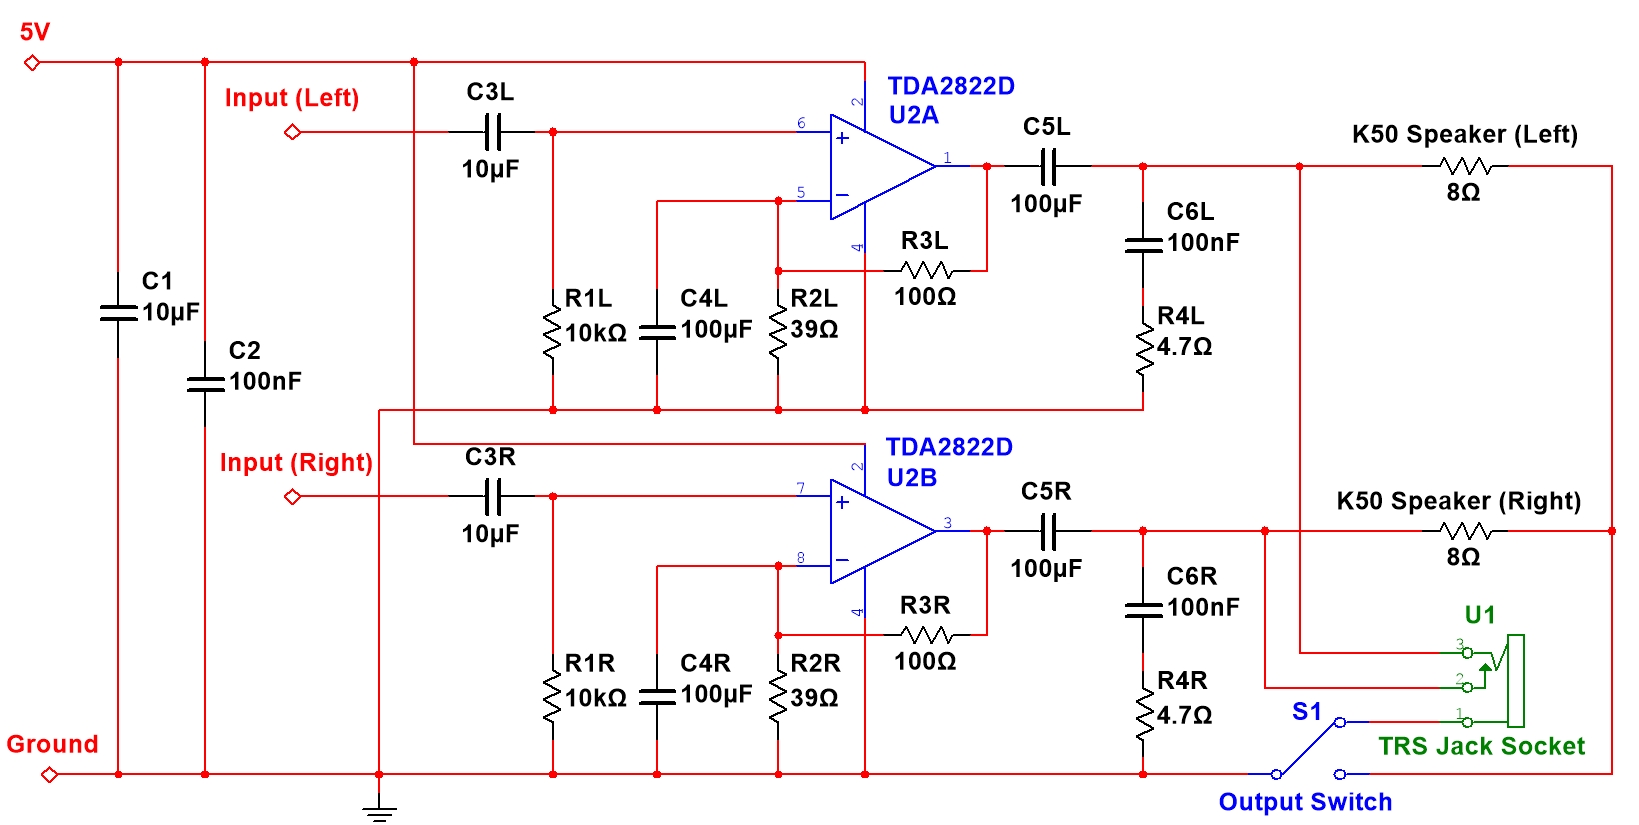 5V
Input (Left)
C3L
10µF
TDA2822D
U2A
2
6
5
1
4
C5L
100µF
K50 Speaker (Left)
8Ω
C6L
100nF
R3L
100Ω
C1
10µF
R1L
10kΩ
C4L
100µF
R2L
39Ω
R4L
4.7Ω
C2
100nF
Input (Right)
C3R
10µF
TDA2822D
U2B
2
7
8
3
4
C5R
100µF
K50 Speaker (Right)
8Ω
C6R
100nF
R3R
100Ω
U1
3
2
1
R1R
10kΩ
C4R
100µF
R2R
39Ω
R4R
4.7Ω
S1
TRS Jack Socket
Ground
Output Switch